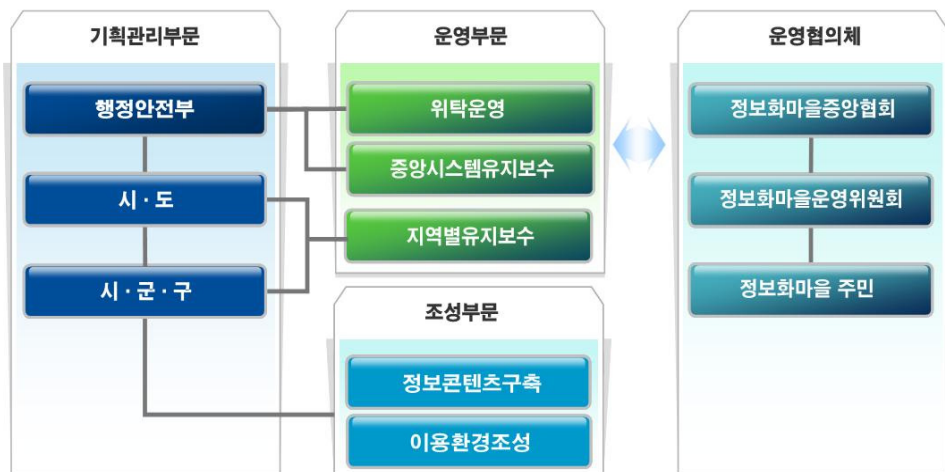 기획관리부문
행정안전부
시·도
시·군·구
운영부문
위탁운영
중앙시스템유지보수
지역별유지보수
조성부문
정보콘텐츠구축
이용환경조성
운영협의체
정보화마을중앙협회
정보화마을운영위원회
정보화마을 주민